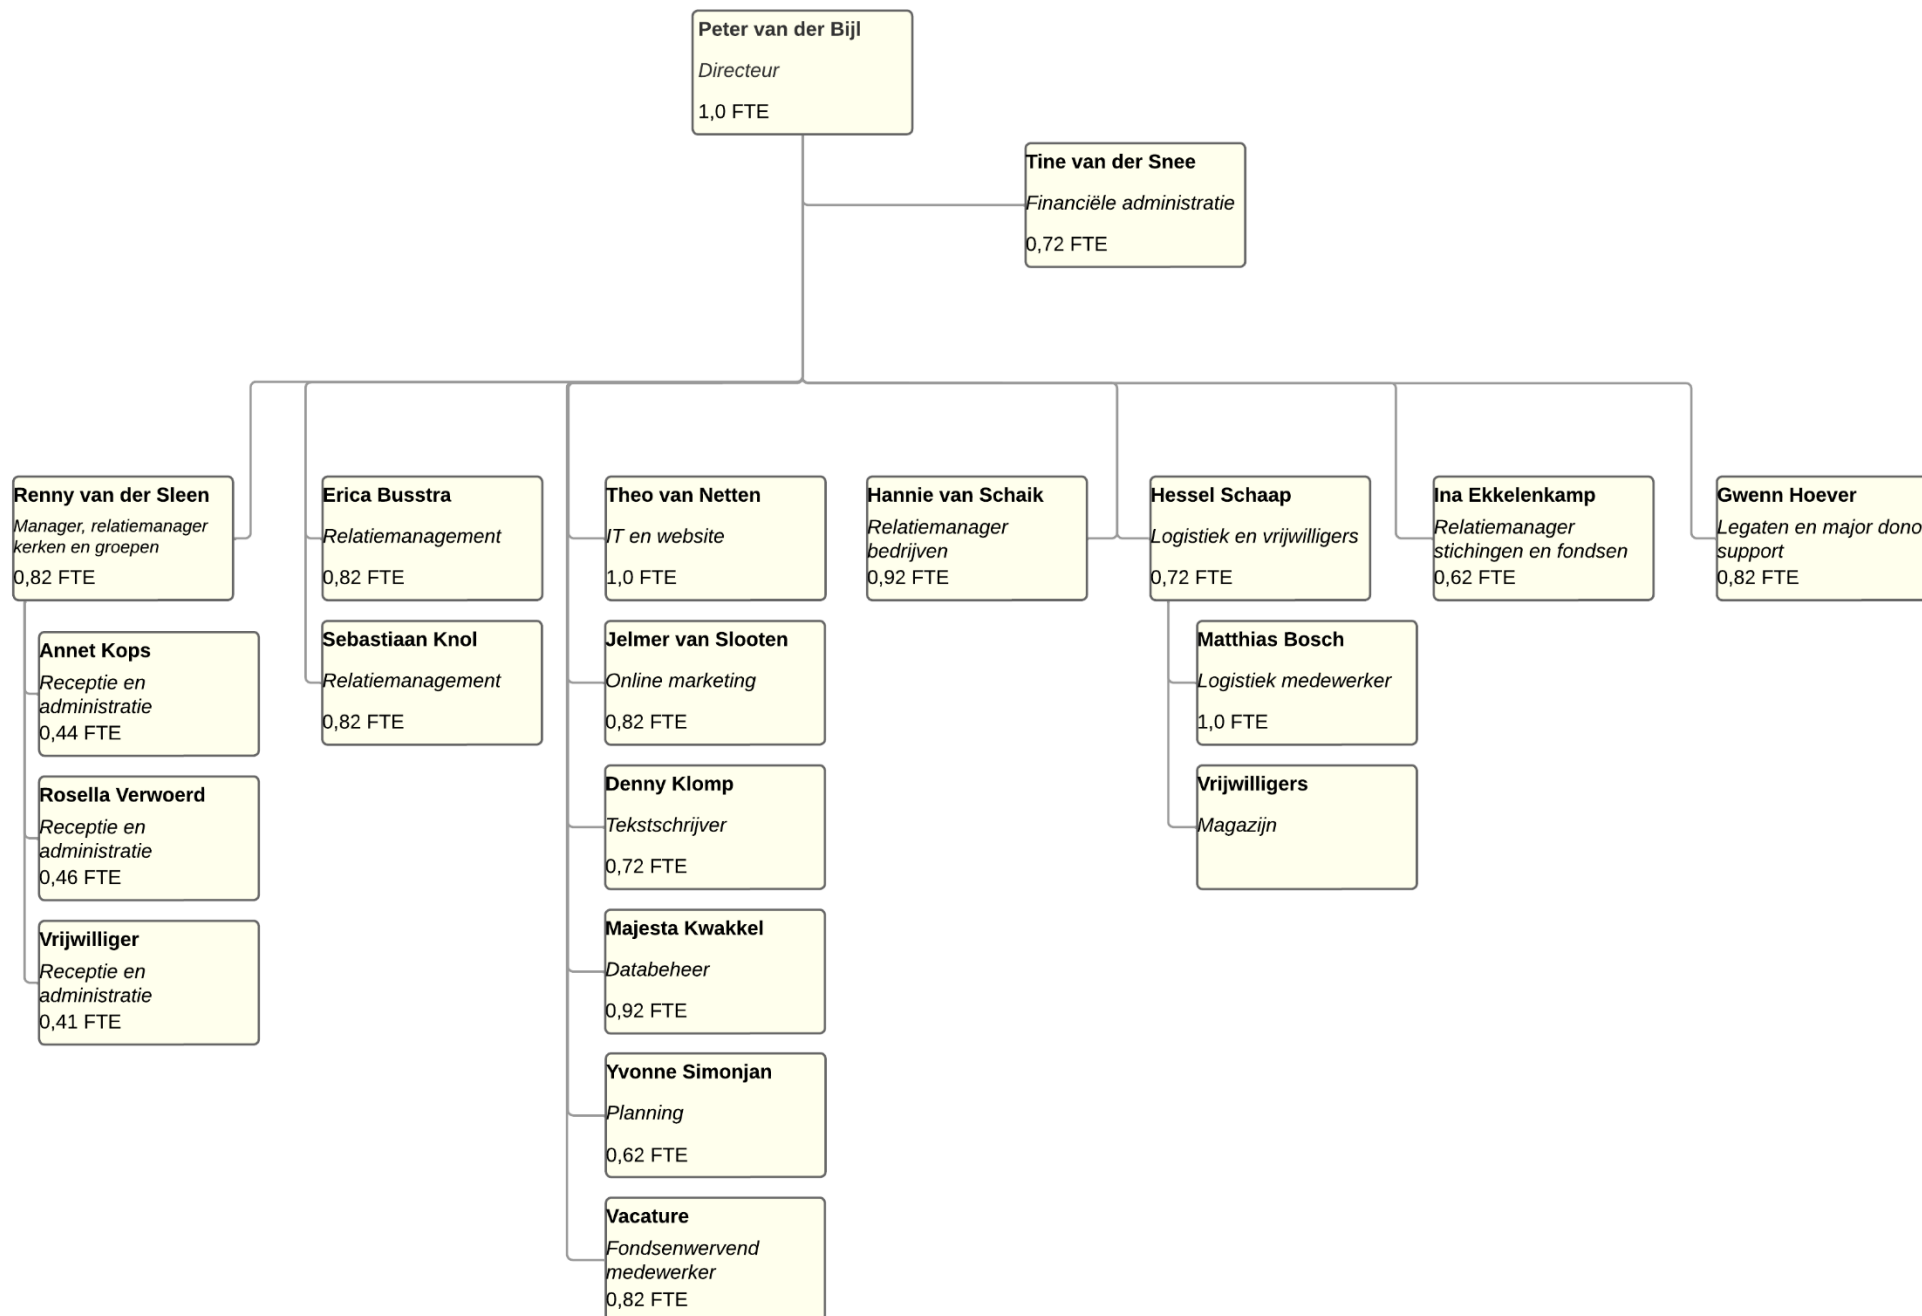 Peter van der Bijl
Directeur
1,0 FTE
Tine van der Snee
Financiële administratie
0,72 FTE
Renny van der Sleen
Manager, relatiemanager
kerken en groepen
0,82 FTE
Annet Kops
Receptie en
administratie
0,44 FTE
Rosella Verwoerd
Receptie en
administratie
0,46 FTE
Vrijwilliger
Receptie en
administratie
0,41 FTE
Erica Busstra
Relatiemanagement
0,82 FTE
Sebastiaan Knol
Relatiemanagement
0,82 FTE
Theo van Netten
IT en website
1,0 FTE
Jelmer van Slooten
Online marketing
0,82 FTE
Denny Klomp
Tekstschrijver
0,72 FTE
Majesta Kwakkel
Databeheer
0,92 FTE
Yvonne Simonjan
Planning
0,62 FTE
Vacature
Fondsenwervend
medewerker
0,82 FTE
Hannie van Schaik
Relatiemanager
bedrijven
0,92 FTE
Hessel Schaap
Logistiek en vrijwilligers
0,72 FTE
Matthias Bosch
Logistiek medewerker
1,0 FTE
Vrijwilligers
Magazijn
Ina Ekkelenkamp
Relatiemanager
stichingen en fondsen
0,62 FTE
Gwenn Hoever
Legaten en major dono
support
0,82 FTE